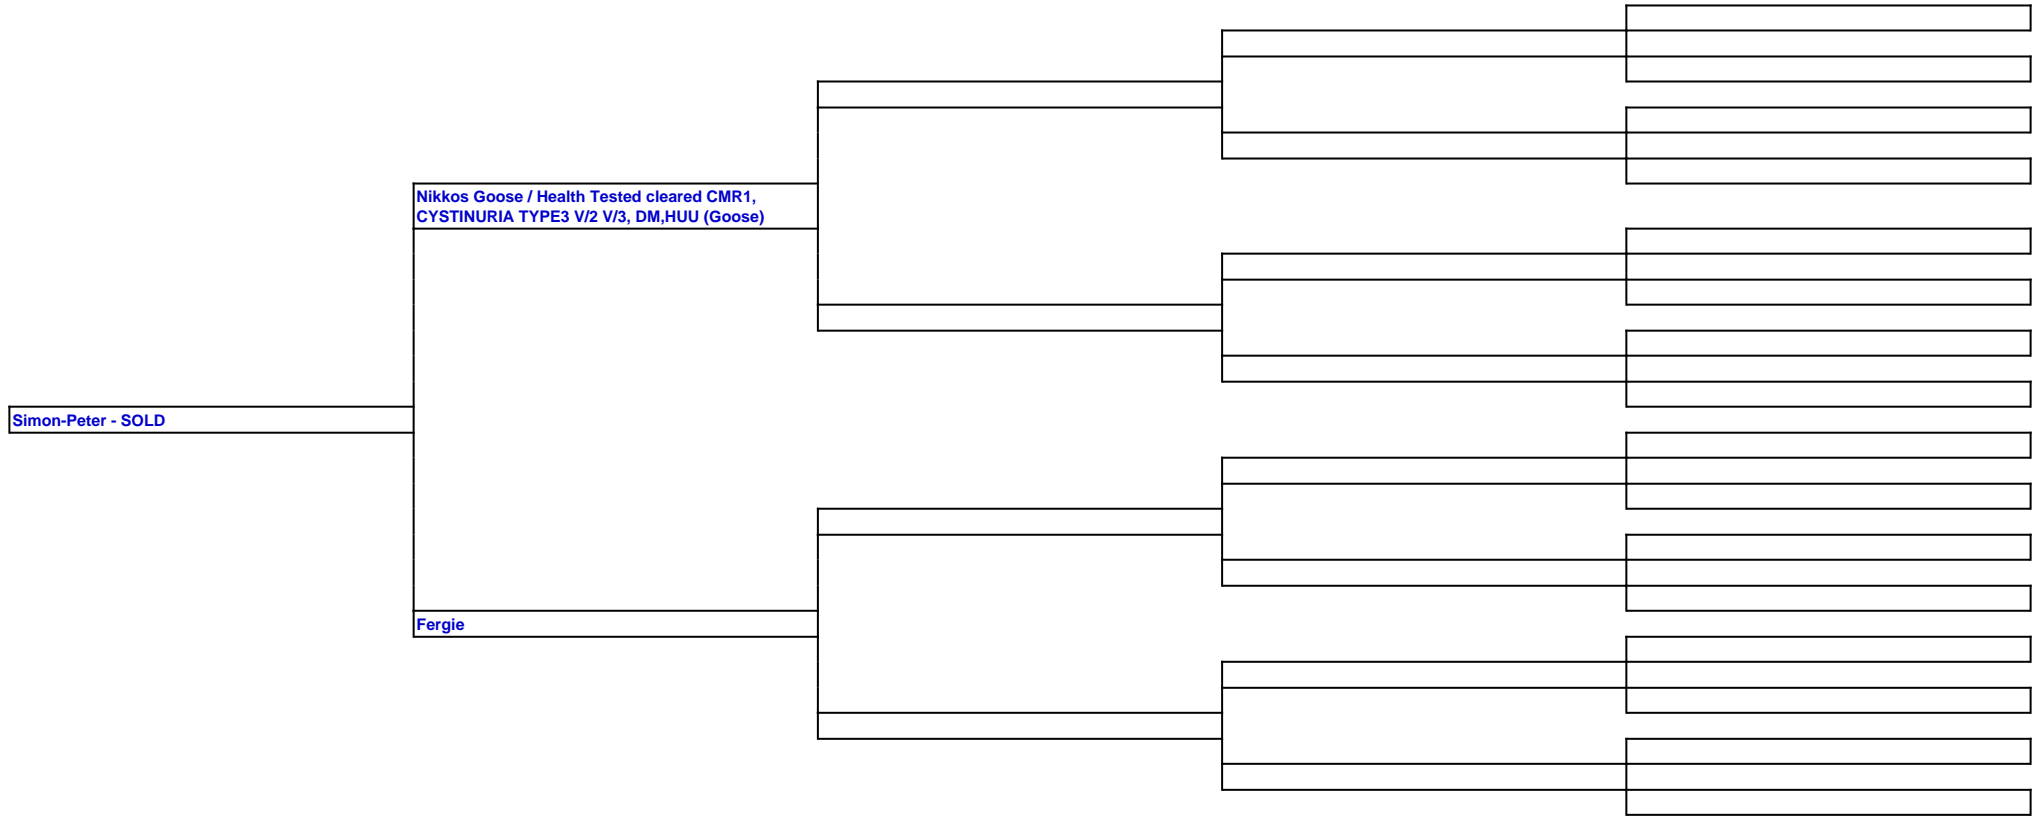 Nikkos Goose / Health Tested cleared CMR1,
CYSTINURIA TYPE3 V/2 V/3, DM,HUU (Goose)
Simon-Peter - SOLD
Fergie